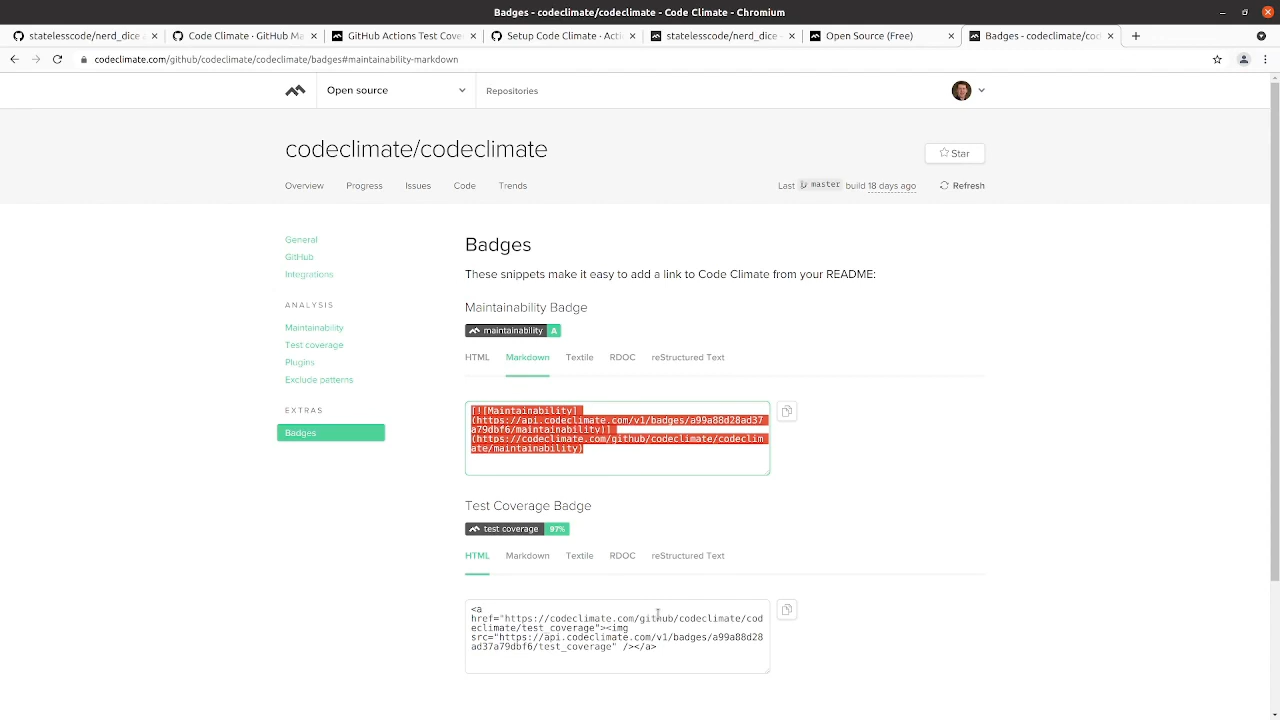 Badges - codeclimate/codeclimate - Code Climate - Chromium
statelesscode/nerd_dice
Code Climate · GitHub Ma
GitHub Actions Test Cove
Setup Code Climate · Acti
statelesscode/nerd_dice -
Open Source (Free)
Badges - codeclimate/cod
codeclimate.com/github/codeclimate/codeclimate/badges#maintainability-markdown
Open source
Repositories
codeclimate/codeclimate
Star
Overview
Progress
Issues
Code
Trends
Last master build 18 days ago
Refresh
General
GitHub
Integrations
ANALYSIS
Maintainability
Test coverage
Plugins
Exclude patterns
EXTRAS
Badges
Badges
These snippets make it easy to add a link to Code Climate from your README:
Maintainability Badge
maintainability A
HTML Markdown Textile RDOC reStructured Text
[![Maintainability]
(https://api.codeclimate.com/v1/badges/a99a88d28ad37
a79dbf6/maintainability)]
(https://codeclimate.com/github/codeclimate/codeclim
ate/maintainability)
Test Coverage Badge
test coverage 97%
HTML Markdown Textile RDOC reStructured Text
<a
href="https://codeclimate.com/github/codeclimate/cod
eclimate/test_coverage"><img
src="https://api.codeclimate.com/v1/badges/a99a88d28
ad37a79dbf6/test_coverage" /></a>